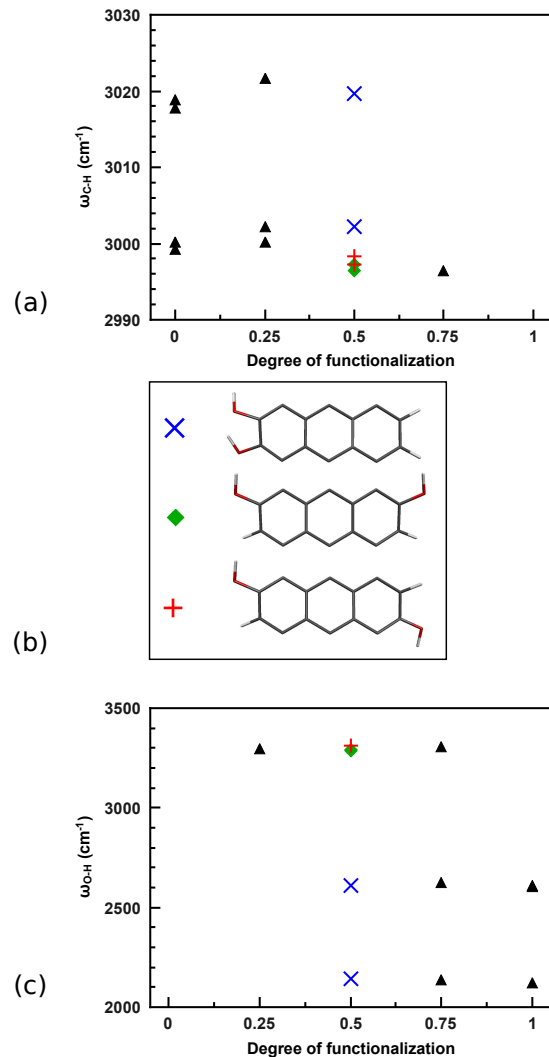 3030
3020
3010
3000
2990
ωC-H (cm-1)
0 0.25 0.5 0.75 1
Degree of functionalization
(a)
(b)
3500
3000
2500
2000
ωO-H (cm-1)
0 0.25 0.5 0.75 1
Degree of functionalization
(c)